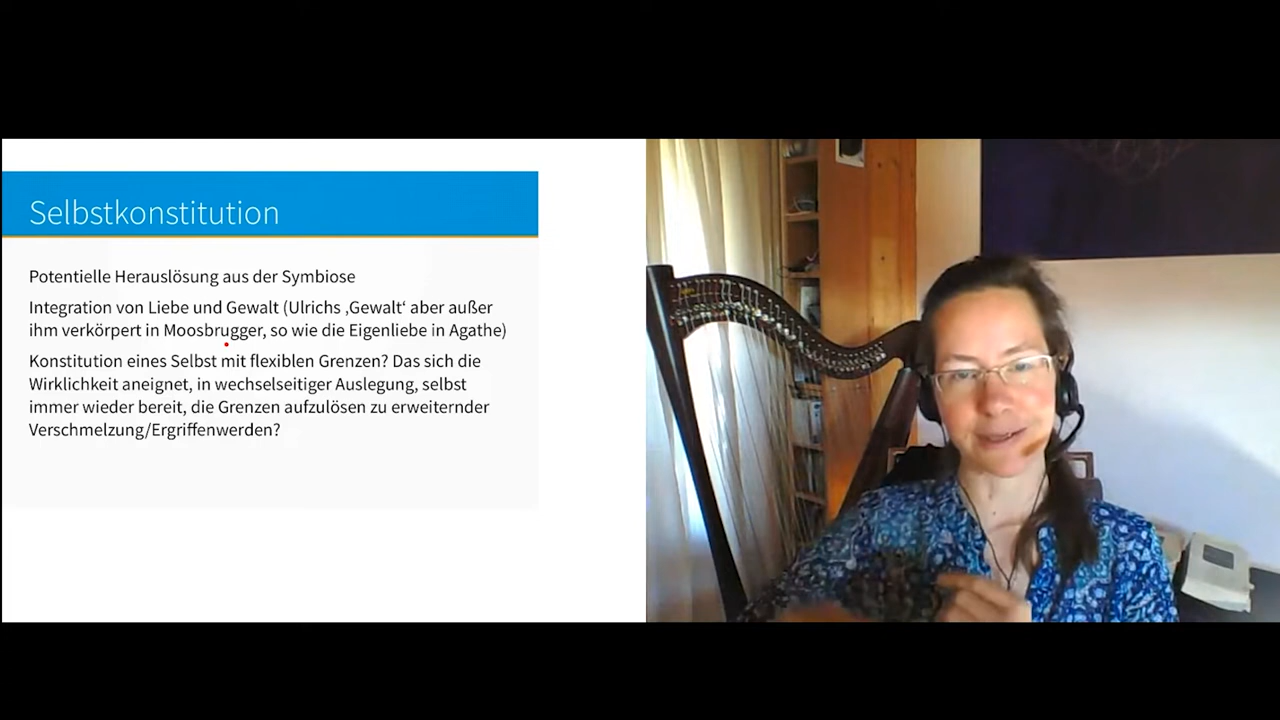 Selbstkonstitution
Potentielle Herauslösung aus der Symbiose
Integration von Liebe und Gewalt (Ulrichs ‚Gewalt‘ aber außer
ihm verkörpert in Moosbrugger, so wie die Eigenliebe in Agathe)
Konstitution eines Selbst mit flexiblen Grenzen? Das sich die
Wirklichkeit aneignet, in wechselseitiger Auslegung, selbst
immer wieder bereit, die Grenzen aufzulösen zu erweiternder
Verschmelzung/Ergriffenwerden?